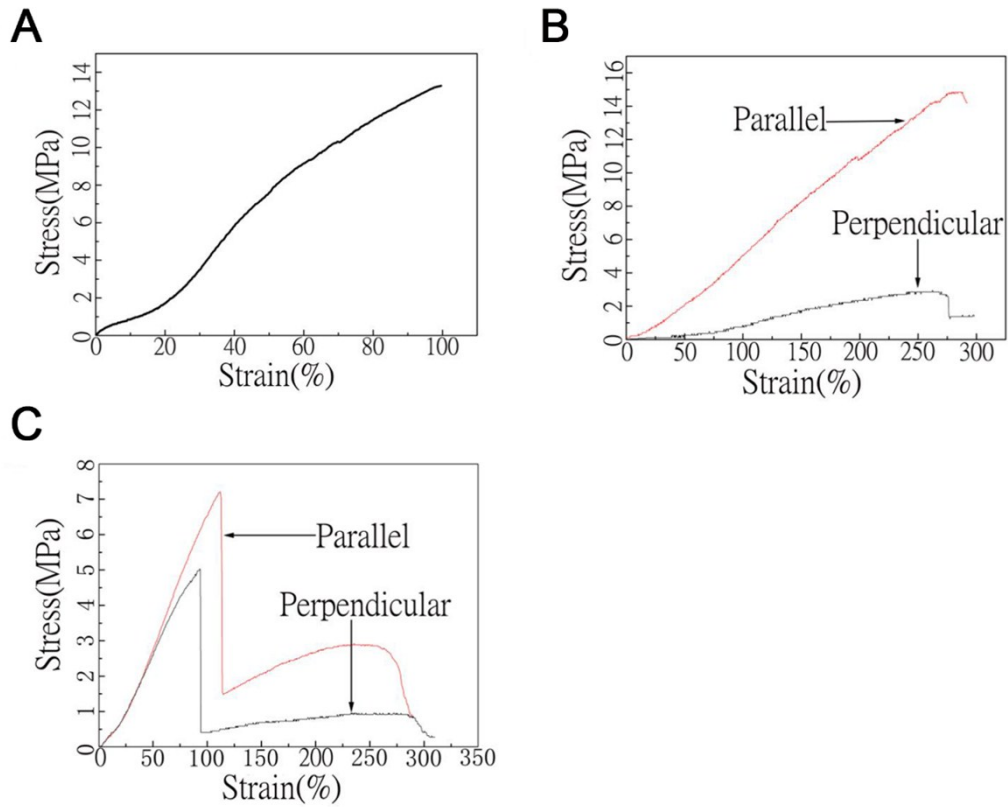 A
Stress(MPa)
0 2 4 6 8 10 12 14
0 20 40 60 80 100
Strain(%)
B
Stress(MPa)
0 2 4 6 8 10 12 14 16
Parallel
Perpendicular
0 50 100 150 200 250 300
Strain(%)
C
Stress(MPa)
0 1 2 3 4 5 6 7 8
Parallel
Perpendicular
0 50 100 150 200 250 300 350
Strain(%)